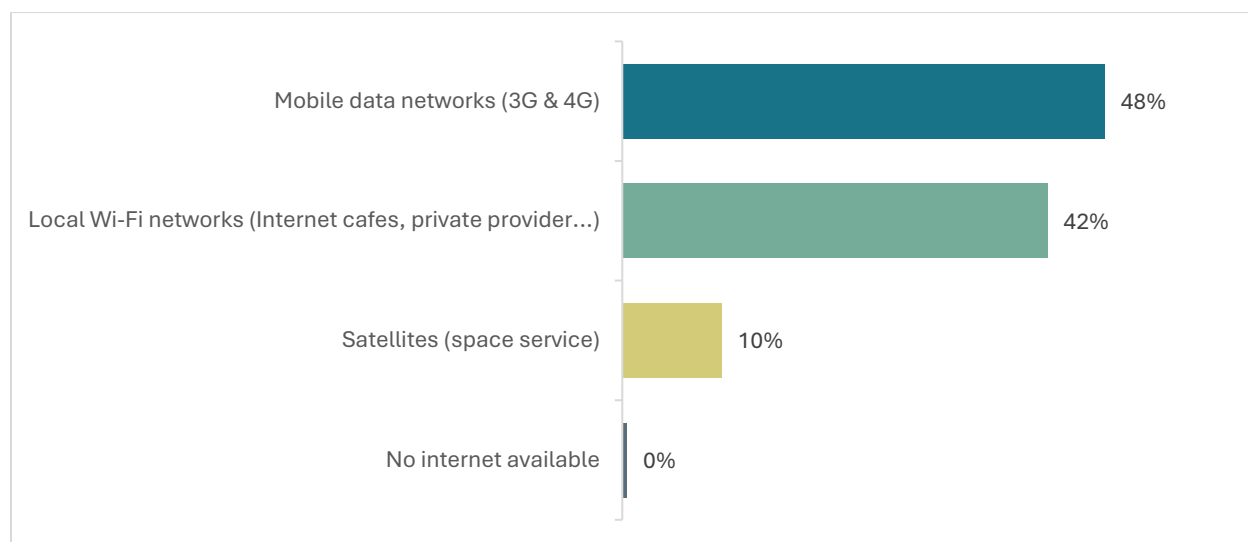 Mobile data networks (3G & 4G)
48%
Local Wi-Fi networks (Internet cafes, private provider...)
42%
Satellites (space service)
10%
No internet available
0%